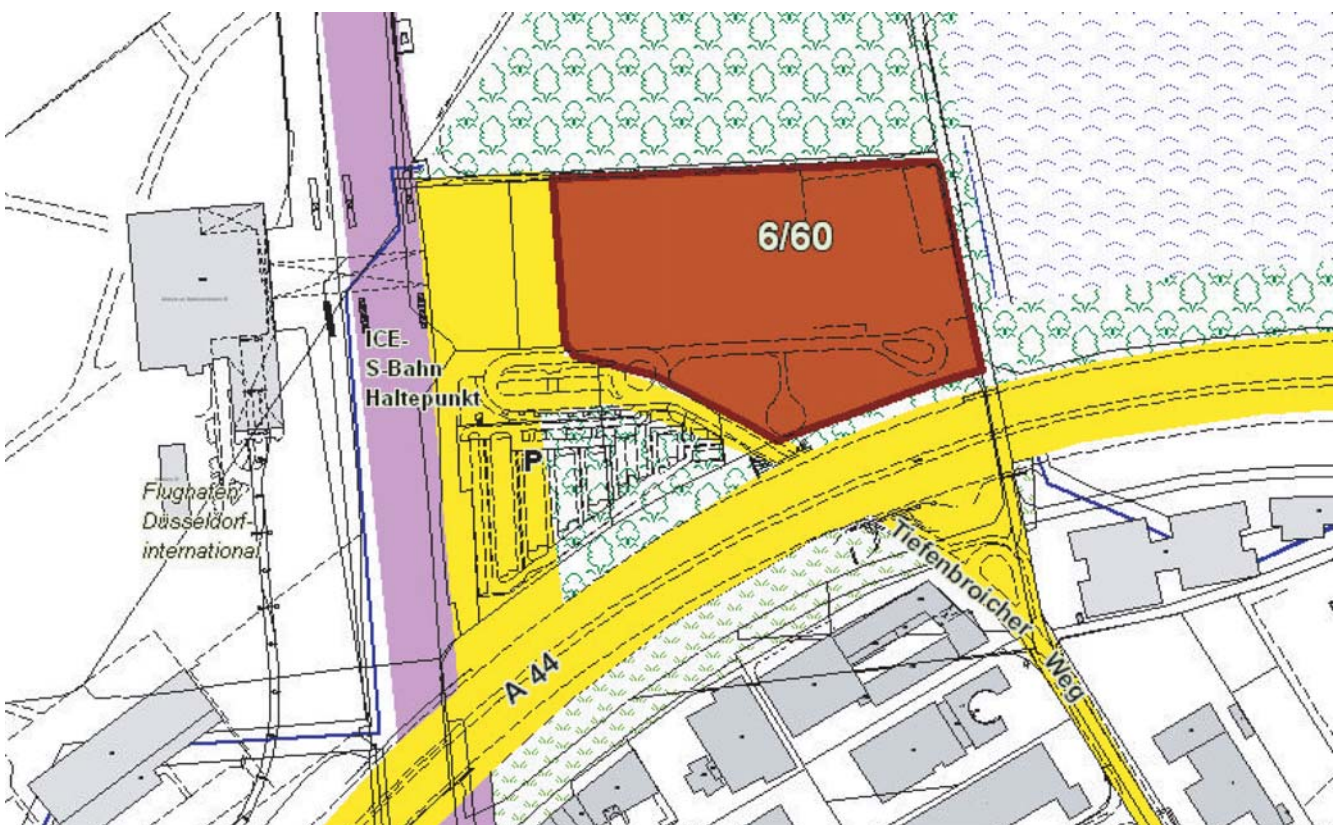 6/60
ICE-
S-Bahn
Haltepunkt
P
Flughafen
Düsseldorf-
international
Tiefenbroicher
Weg
A 44